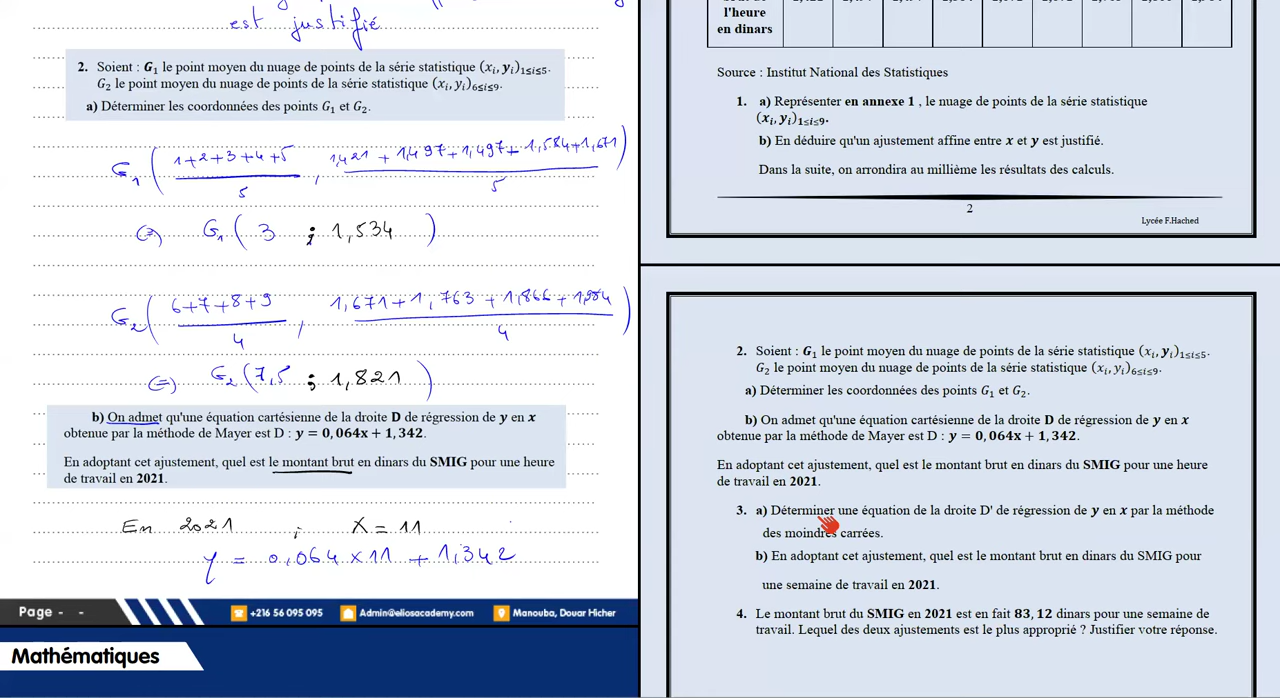 est justifié
2. Soient : G₁ le point moyen du nuage de points de la série statistique (xᵢ, yᵢ)₁≤ᵢ≤₅.
G₂ le point moyen du nuage de points de la série statistique (xᵢ, yᵢ)₆≤ᵢ≤₉.
a) Déterminer les coordonnées des points G₁ et G₂.
G₁ ( (1+2+3+4+5)/5 , (1,421 + 1,497 + 1,497 + 1,584 + 1,671)/5 )
(=) G₁ ( 3 ; 1,534 )
G₂ ( (6+7+8+9)/4 , (1,671 + 1,763 + 1,866 + 1,984)/4 )
(=) G₂ (7,5 ; 1,821 )
b) On admet qu'une équation cartésienne de la droite D de régression de y en x
obtenue par la méthode de Mayer est D : y = 0,064x + 1,342.
En adoptant cet ajustement, quel est le montant brut en dinars du SMIG pour une heure
de travail en 2021.
En 2021 ; X = 11
y = 0,064 × 11 + 1,342
Page - -
+216 56 095 095
Admin@eliosacademy.com
Manouba, Douar Hicher
Mathématiques
l'heure
en dinars
Source : Institut National des Statistiques
1. a) Représenter en annexe 1 , le nuage de points de la série statistique
(xᵢ, yᵢ)₁≤ᵢ≤₉.
b) En déduire qu'un ajustement affine entre x et y est justifié.
Dans la suite, on arrondira au millième les résultats des calculs.
2
Lycée F.Hached
2. Soient : G₁ le point moyen du nuage de points de la série statistique (xᵢ, yᵢ)₁≤ᵢ≤₅.
G₂ le point moyen du nuage de points de la série statistique (xᵢ, yᵢ)₆≤ᵢ≤₉.
a) Déterminer les coordonnées des points G₁ et G₂.
b) On admet qu'une équation cartésienne de la droite D de régression de y en x
obtenue par la méthode de Mayer est D : y = 0,064x + 1,342.
En adoptant cet ajustement, quel est le montant brut en dinars du SMIG pour une heure
de travail en 2021.
3. a) Déterminer une équation de la droite D' de régression de y en x par la méthode
des moindres carrées.
b) En adoptant cet ajustement, quel est le montant brut en dinars du SMIG pour
une semaine de travail en 2021.
4. Le montant brut du SMIG en 2021 est en fait 83,12 dinars pour une semaine de
travail. Lequel des deux ajustements est le plus approprié ? Justifier votre réponse.